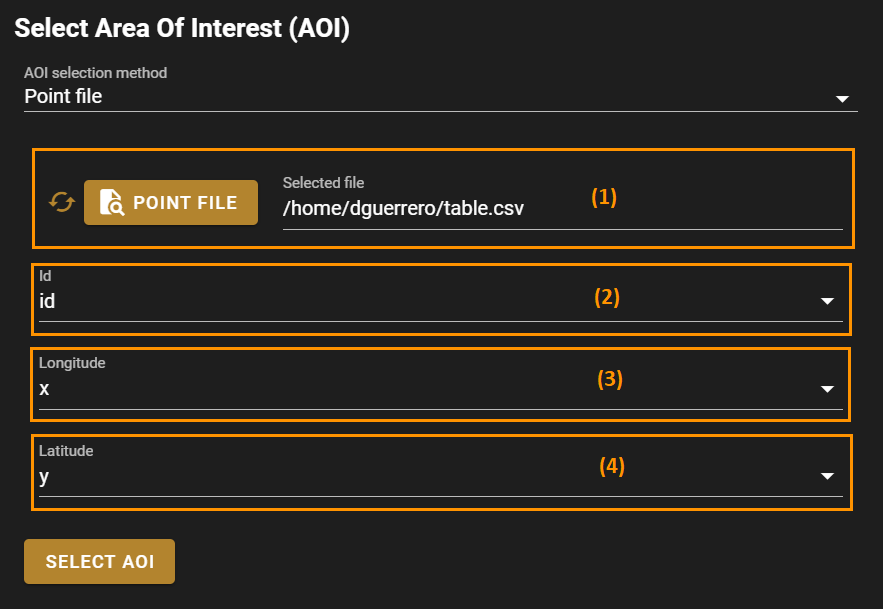 Select Area Of Interest (AOI)
AOI selection method
Point file
POINT FILE
Selected file
/home/dguerrero/table.csv
(1)
Id
id
(2)
Longitude
x
(3)
Latitude
y
(4)
SELECT AOI